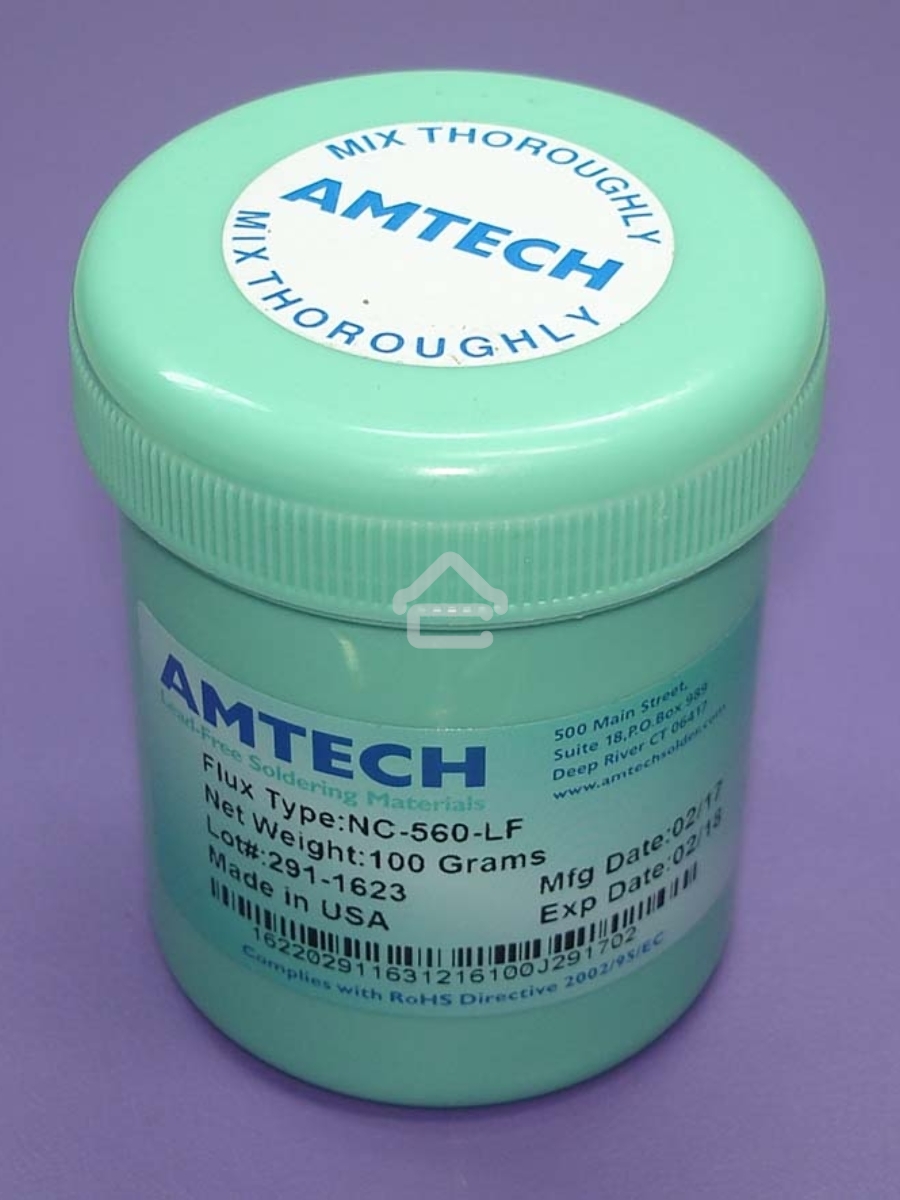 MIX THOROUGHLY
AMTECH
MIX THOROUGHLY
AMTECH
Lead-Free Soldering Materials
500 Main Street,
Suite 18,P.O.Box 989
Deep River CT 06417
www.amtechsolder.com
Flux Type:NC-560-LF
Net Weight:100 Grams
Lot#:291-1623
Made in USA
Mfg Date:02/17
Exp Date:02/18
162202911631216100J291702
Complies with RoHS Directive 2002/95/EC